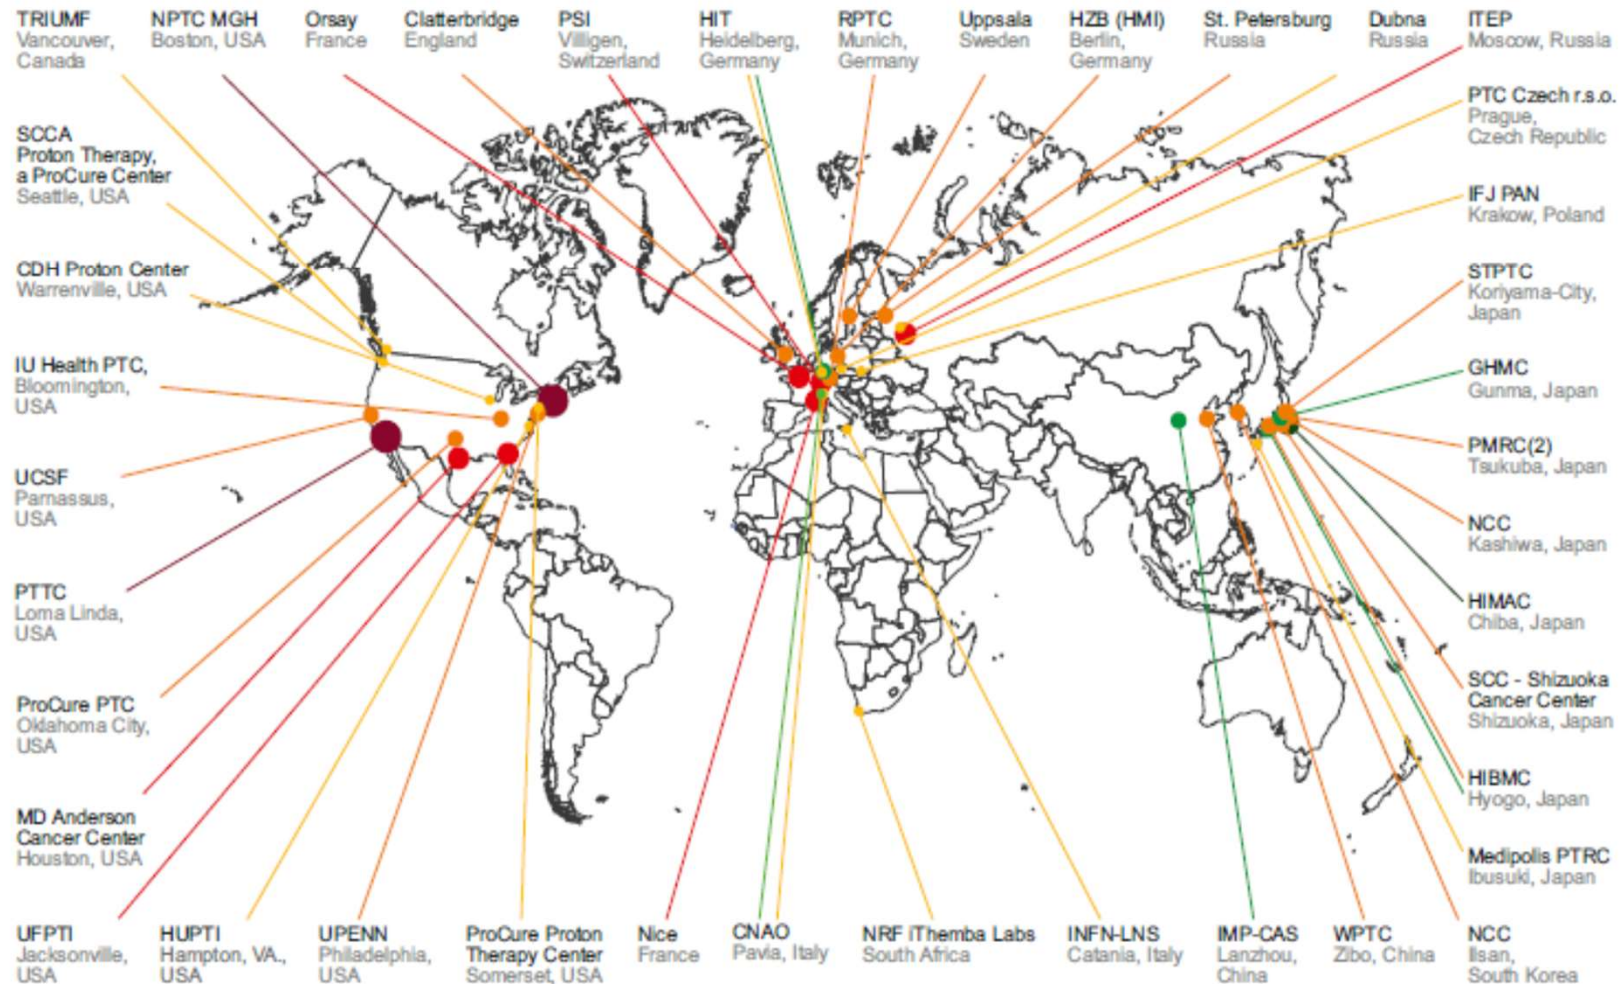 TRIUMF
Vancouver,
Canada
NPTC MGH
Boston, USA
Orsay
France
Clatterbridge
England
PSI
Villigen,
Switzerland
HIT
Heidelberg,
Germany
RPTC
Munich,
Germany
Uppsala
Sweden
HZB (HMI)
Berlin,
Germany
St. Petersburg
Russia
Dubna
Russia
ITEP
Moscow, Russia
SCCA
Proton Therapy,
a ProCure Center
Seattle, USA
CDH Proton Center
Warrenville, USA
IU Health PTC,
Bloomington,
USA
UCSF
Parnassus,
USA
PTTC
Loma Linda,
USA
ProCure PTC
Oklahoma City,
USA
MD Anderson
Cancer Center
Houston, USA
PTC Czech r.s.o.
Prague,
Czech Republic
IFJ PAN
Krakow, Poland
STPTC
Koriyama-City,
Japan
GHMC
Gunma, Japan
PMRC(2)
Tsukuba, Japan
NCC
Kashiwa, Japan
HIMAC
Chiba, Japan
SCC - Shizuoka
Cancer Center
Shizuoka, Japan
HIBMC
Hyogo, Japan
Medipolis PTRC
Ibusuki, Japan
UFPTI
Jacksonville,
USA
HUPTI
Hampton, VA.,
USA
UPENN
Philadelphia,
USA
ProCure Proton
Therapy Center
Somerset, USA
Nice
France
CNAO
Pavia, Italy
NRF iThemba Labs
South Africa
INFN-LNS
Catania, Italy
IMP-CAS
Lanzhou,
China
WPTC
Zibo, China
NCC
Ilsan,
South Korea